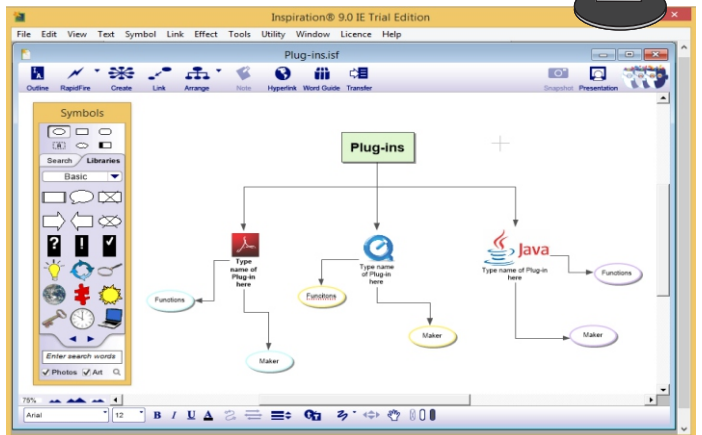 Inspiration® 9.0 IE Trial Edition
File Edit View Text Symbol Link Effect Tools Utility Window Licence Help
Plug-ins.isf
Outline RapidFire Create Link Arrange Note Hyperlink Word Guide Transfer Snapshot Presentation
Symbols
Search Libraries
Basic
Enter search words
Photos Art
Plug-ins
Type
name of
Plug-in
here
Functions
Maker
Type name
of Plug-in
here
Funcitons
Maker
Java
Type name of Plug-in
here
Functions
Maker
75%
Arial 12 B I U A